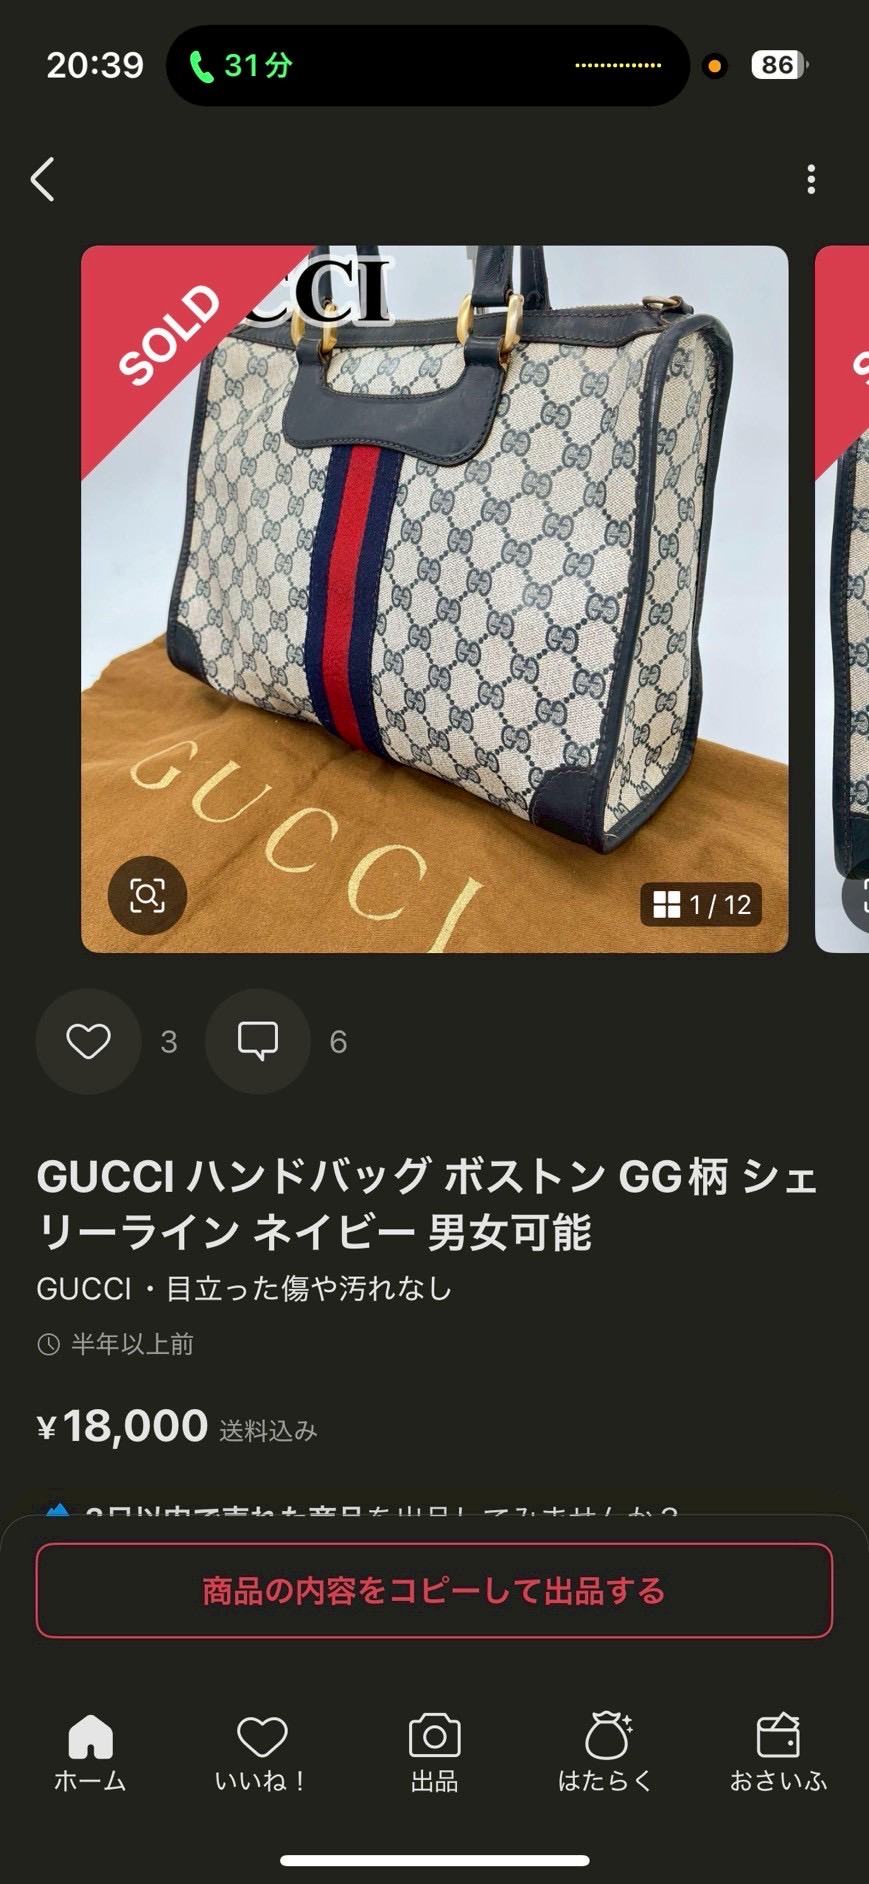 20:39
31分
86
SOLD
CCI
GUCCI
1 / 12
3
6
GUCCI ハンドバッグ ボストン GG柄 シェ
リーライン ネイビー 男女可能
GUCCI・目立った傷や汚れなし
半年以上前
¥18,000 送料込み
商品の内容をコピーして出品する
ホーム
いいね！
出品
はたらく
おさいふ